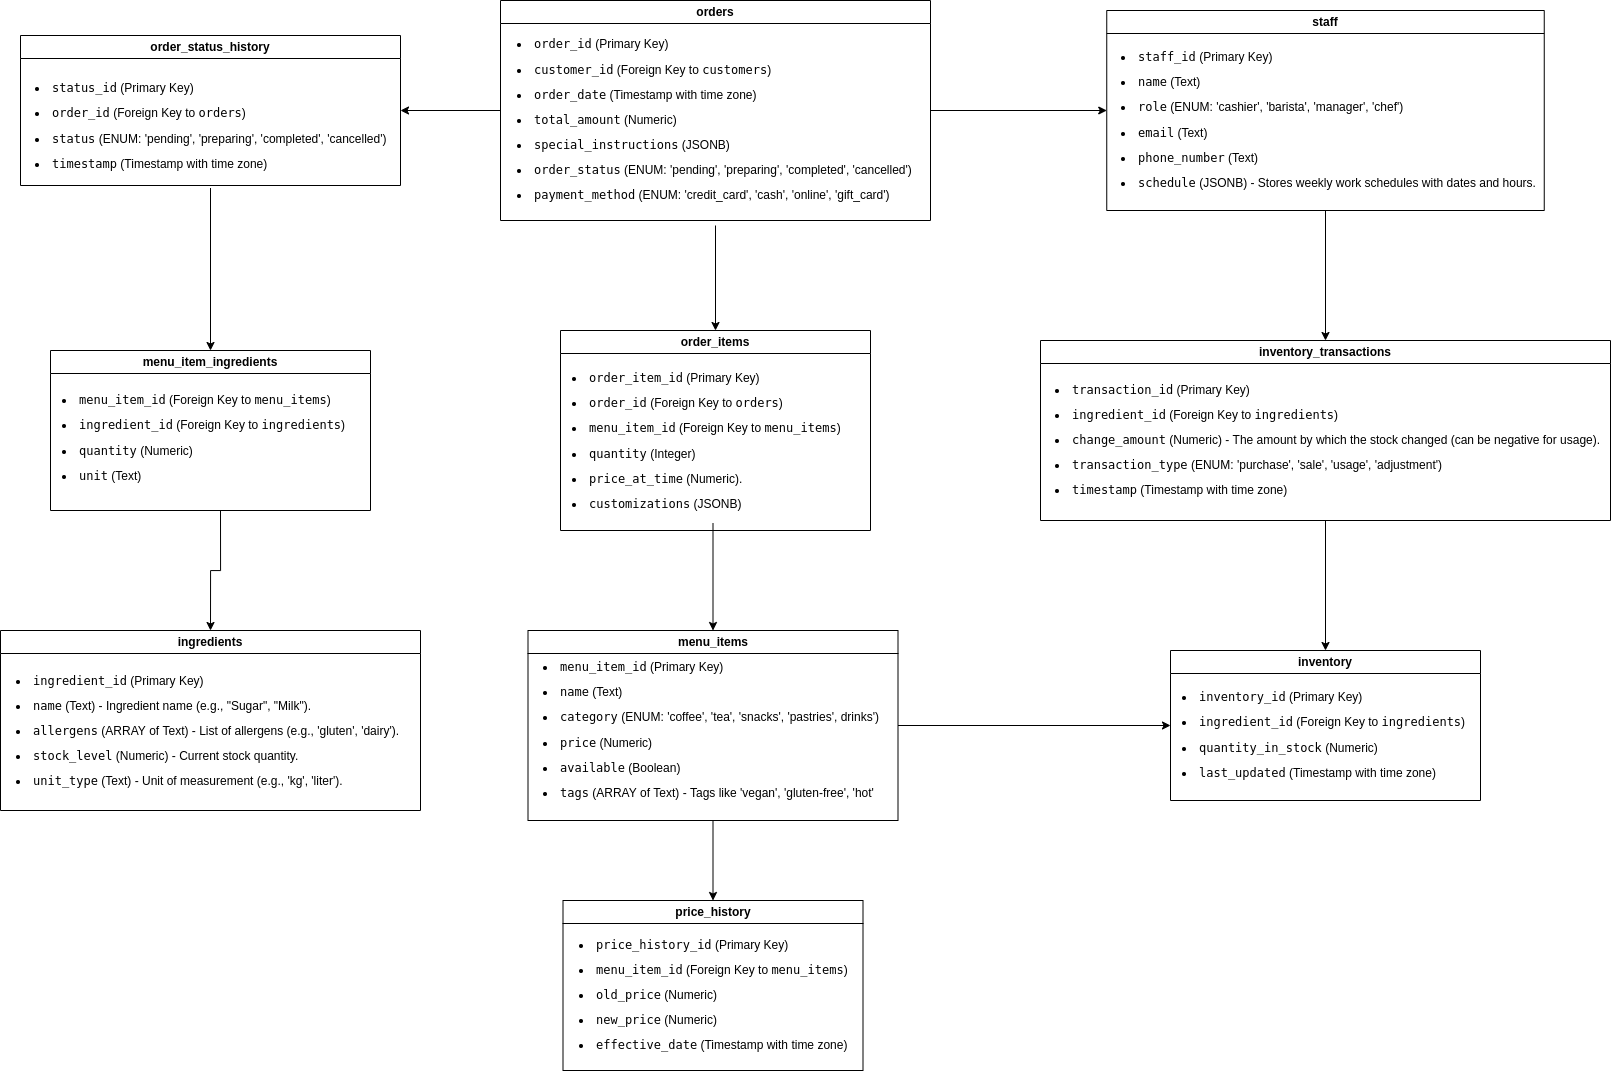 orders
order_id (Primary Key)
customer_id (Foreign Key to customers)
order_date (Timestamp with time zone)
total_amount (Numeric)
special_instructions (JSONB)
order_status (ENUM: 'pending', 'preparing', 'completed', 'cancelled')
payment_method (ENUM: 'credit_card', 'cash', 'online', 'gift_card')
order_status_history
status_id (Primary Key)
order_id (Foreign Key to orders)
status (ENUM: 'pending', 'preparing', 'completed', 'cancelled')
timestamp (Timestamp with time zone)
staff
staff_id (Primary Key)
name (Text)
role (ENUM: 'cashier', 'barista', 'manager', 'chef')
email (Text)
phone_number (Text)
schedule (JSONB) - Stores weekly work schedules with dates and hours.
menu_item_ingredients
menu_item_id (Foreign Key to menu_items)
ingredient_id (Foreign Key to ingredients)
quantity (Numeric)
unit (Text)
order_items
order_item_id (Primary Key)
order_id (Foreign Key to orders)
menu_item_id (Foreign Key to menu_items)
quantity (Integer)
price_at_time (Numeric).
customizations (JSONB)
inventory_transactions
transaction_id (Primary Key)
ingredient_id (Foreign Key to ingredients)
change_amount (Numeric) - The amount by which the stock changed (can be negative for usage).
transaction_type (ENUM: 'purchase', 'sale', 'usage', 'adjustment')
timestamp (Timestamp with time zone)
ingredients
ingredient_id (Primary Key)
name (Text) - Ingredient name (e.g., "Sugar", "Milk").
allergens (ARRAY of Text) - List of allergens (e.g., 'gluten', 'dairy').
stock_level (Numeric) - Current stock quantity.
unit_type (Text) - Unit of measurement (e.g., 'kg', 'liter').
menu_items
menu_item_id (Primary Key)
name (Text)
category (ENUM: 'coffee', 'tea', 'snacks', 'pastries', drinks')
price (Numeric)
available (Boolean)
tags (ARRAY of Text) - Tags like 'vegan', 'gluten-free', 'hot'
inventory
inventory_id (Primary Key)
ingredient_id (Foreign Key to ingredients)
quantity_in_stock (Numeric)
last_updated (Timestamp with time zone)
price_history
price_history_id (Primary Key)
menu_item_id (Foreign Key to menu_items)
old_price (Numeric)
new_price (Numeric)
effective_date (Timestamp with time zone)